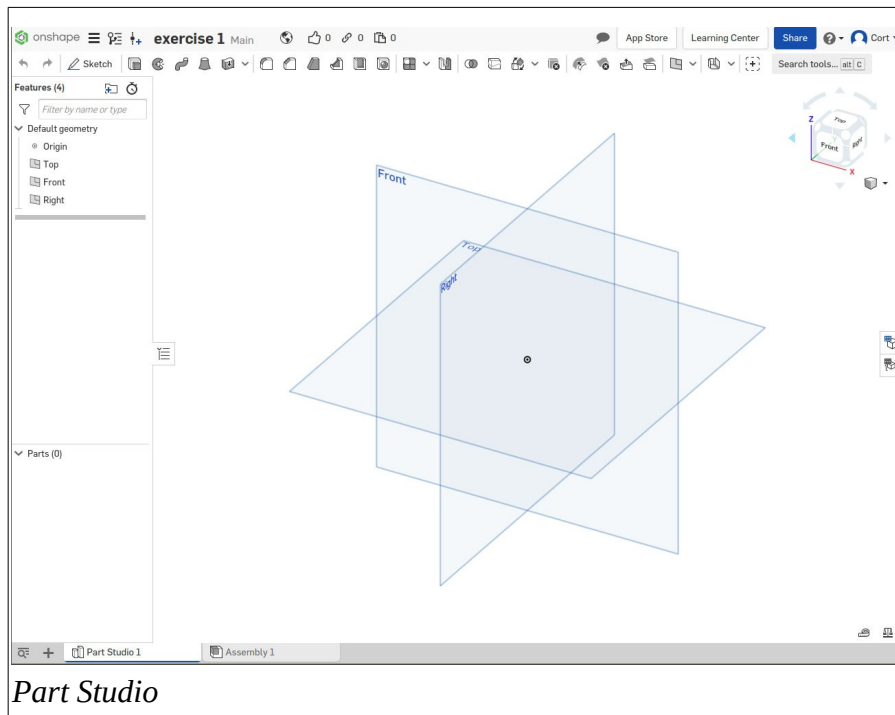 onshape exercise 1 Main 0 0 0 App Store Learning Center Share Cort
Sketch Search tools... alt C
Features (4)
Filter by name or type
Default geometry
Origin
Top
Front
Right
Front
Top
Right
Z
Top
Front
Right
X
Parts (0)
Part Studio 1 Assembly 1
Part Studio